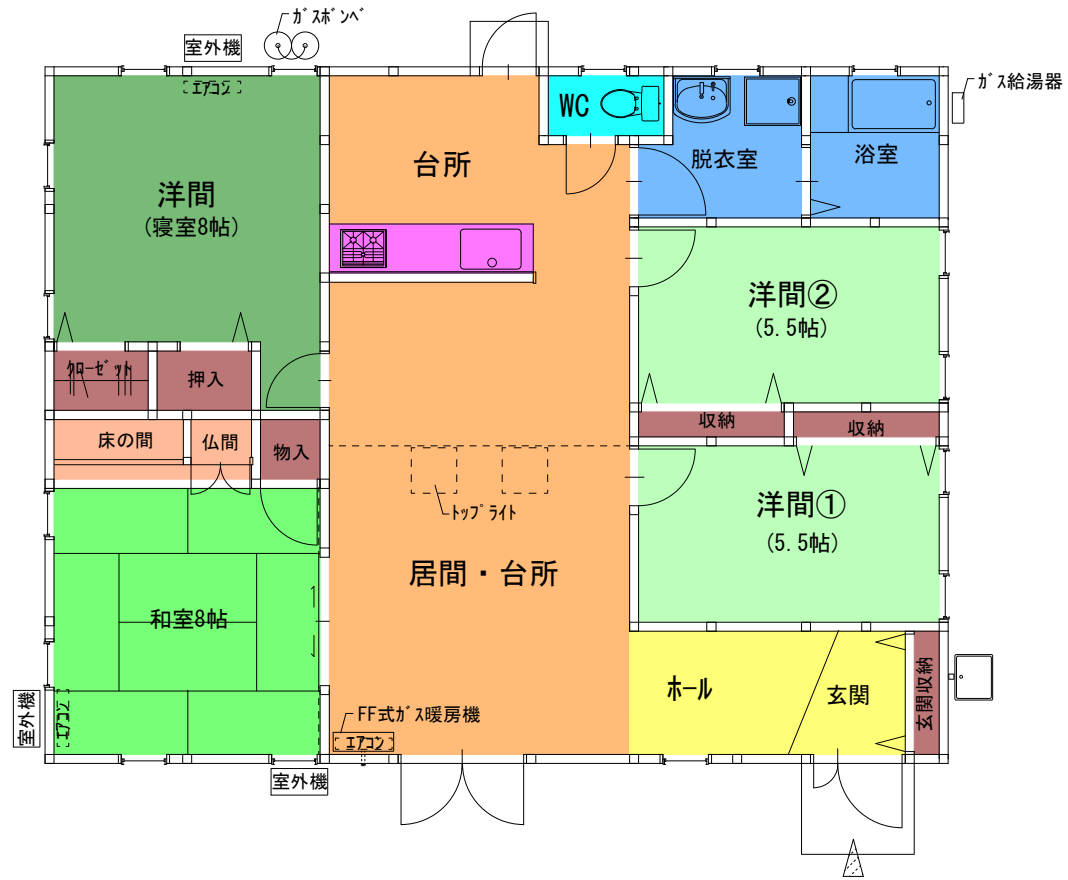 ｶﾞｽﾎﾞﾝﾍﾞ
室外機
ｴｱｺﾝ
ｶﾞｽ給湯器
WC
台所
脱衣室
浴室
洋間
(寝室8帖)
洋間②
(5.5帖)
ｸﾛｰｾﾞｯﾄ
押入
収納
収納
床の間
仏間
物入
ﾄｯﾌﾟﾗｲﾄ
洋間①
(5.5帖)
居間・台所
和室8帖
ﾎｰﾙ
玄関
玄関収納
室外機
ｴｱｺﾝ
FF式ｶﾞｽ暖房機
ｴｱｺﾝ
室外機